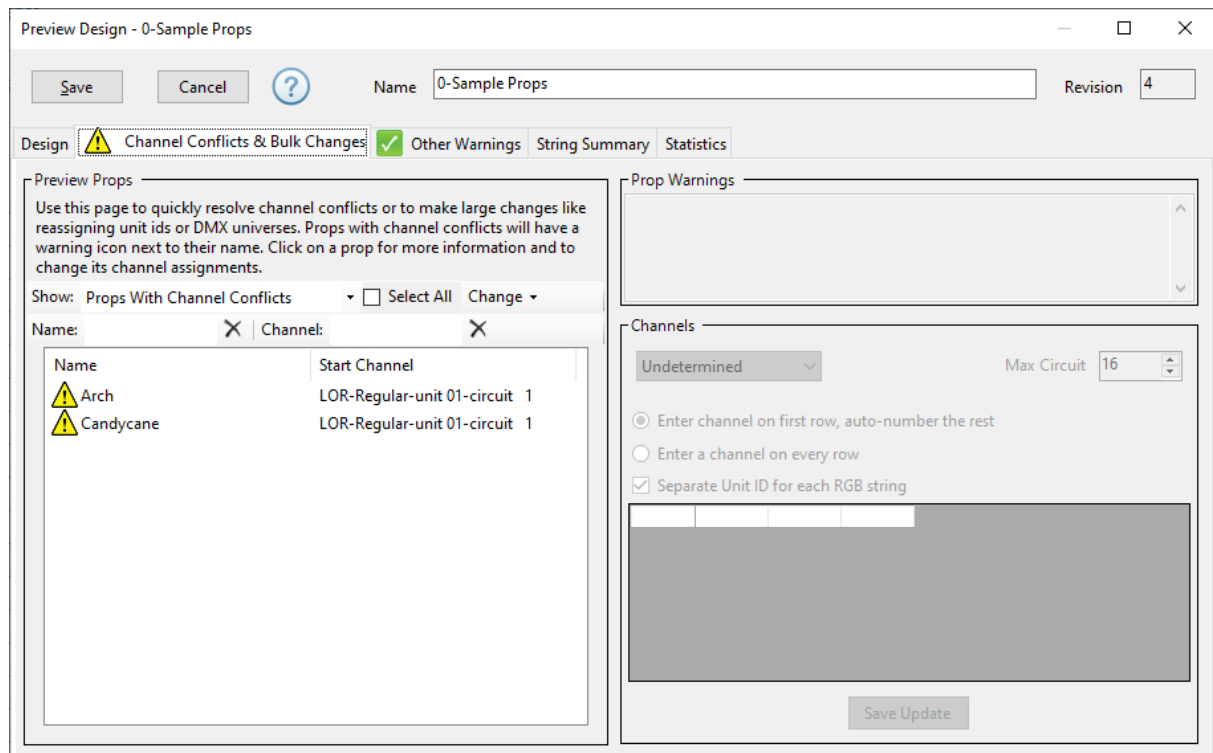 Preview Design - 0-Sample Props
Save Cancel ? Name 0-Sample Props Revision 4
Design Channel Conflicts & Bulk Changes Other Warnings String Summary Statistics
Preview Props
Use this page to quickly resolve channel conflicts or to make large changes like
reassigning unit ids or DMX universes. Props with channel conflicts will have a
warning icon next to their name. Click on a prop for more information and to
change its channel assignments.
Show: Props With Channel Conflicts Select All Change
Name: Channel:
Name Start Channel
Arch LOR-Regular-unit 01-circuit 1
Candycane LOR-Regular-unit 01-circuit 1
Prop Warnings
Channels
Undetermined Max Circuit 16
Enter channel on first row, auto-number the rest
Enter a channel on every row
Separate Unit ID for each RGB string
Save Update